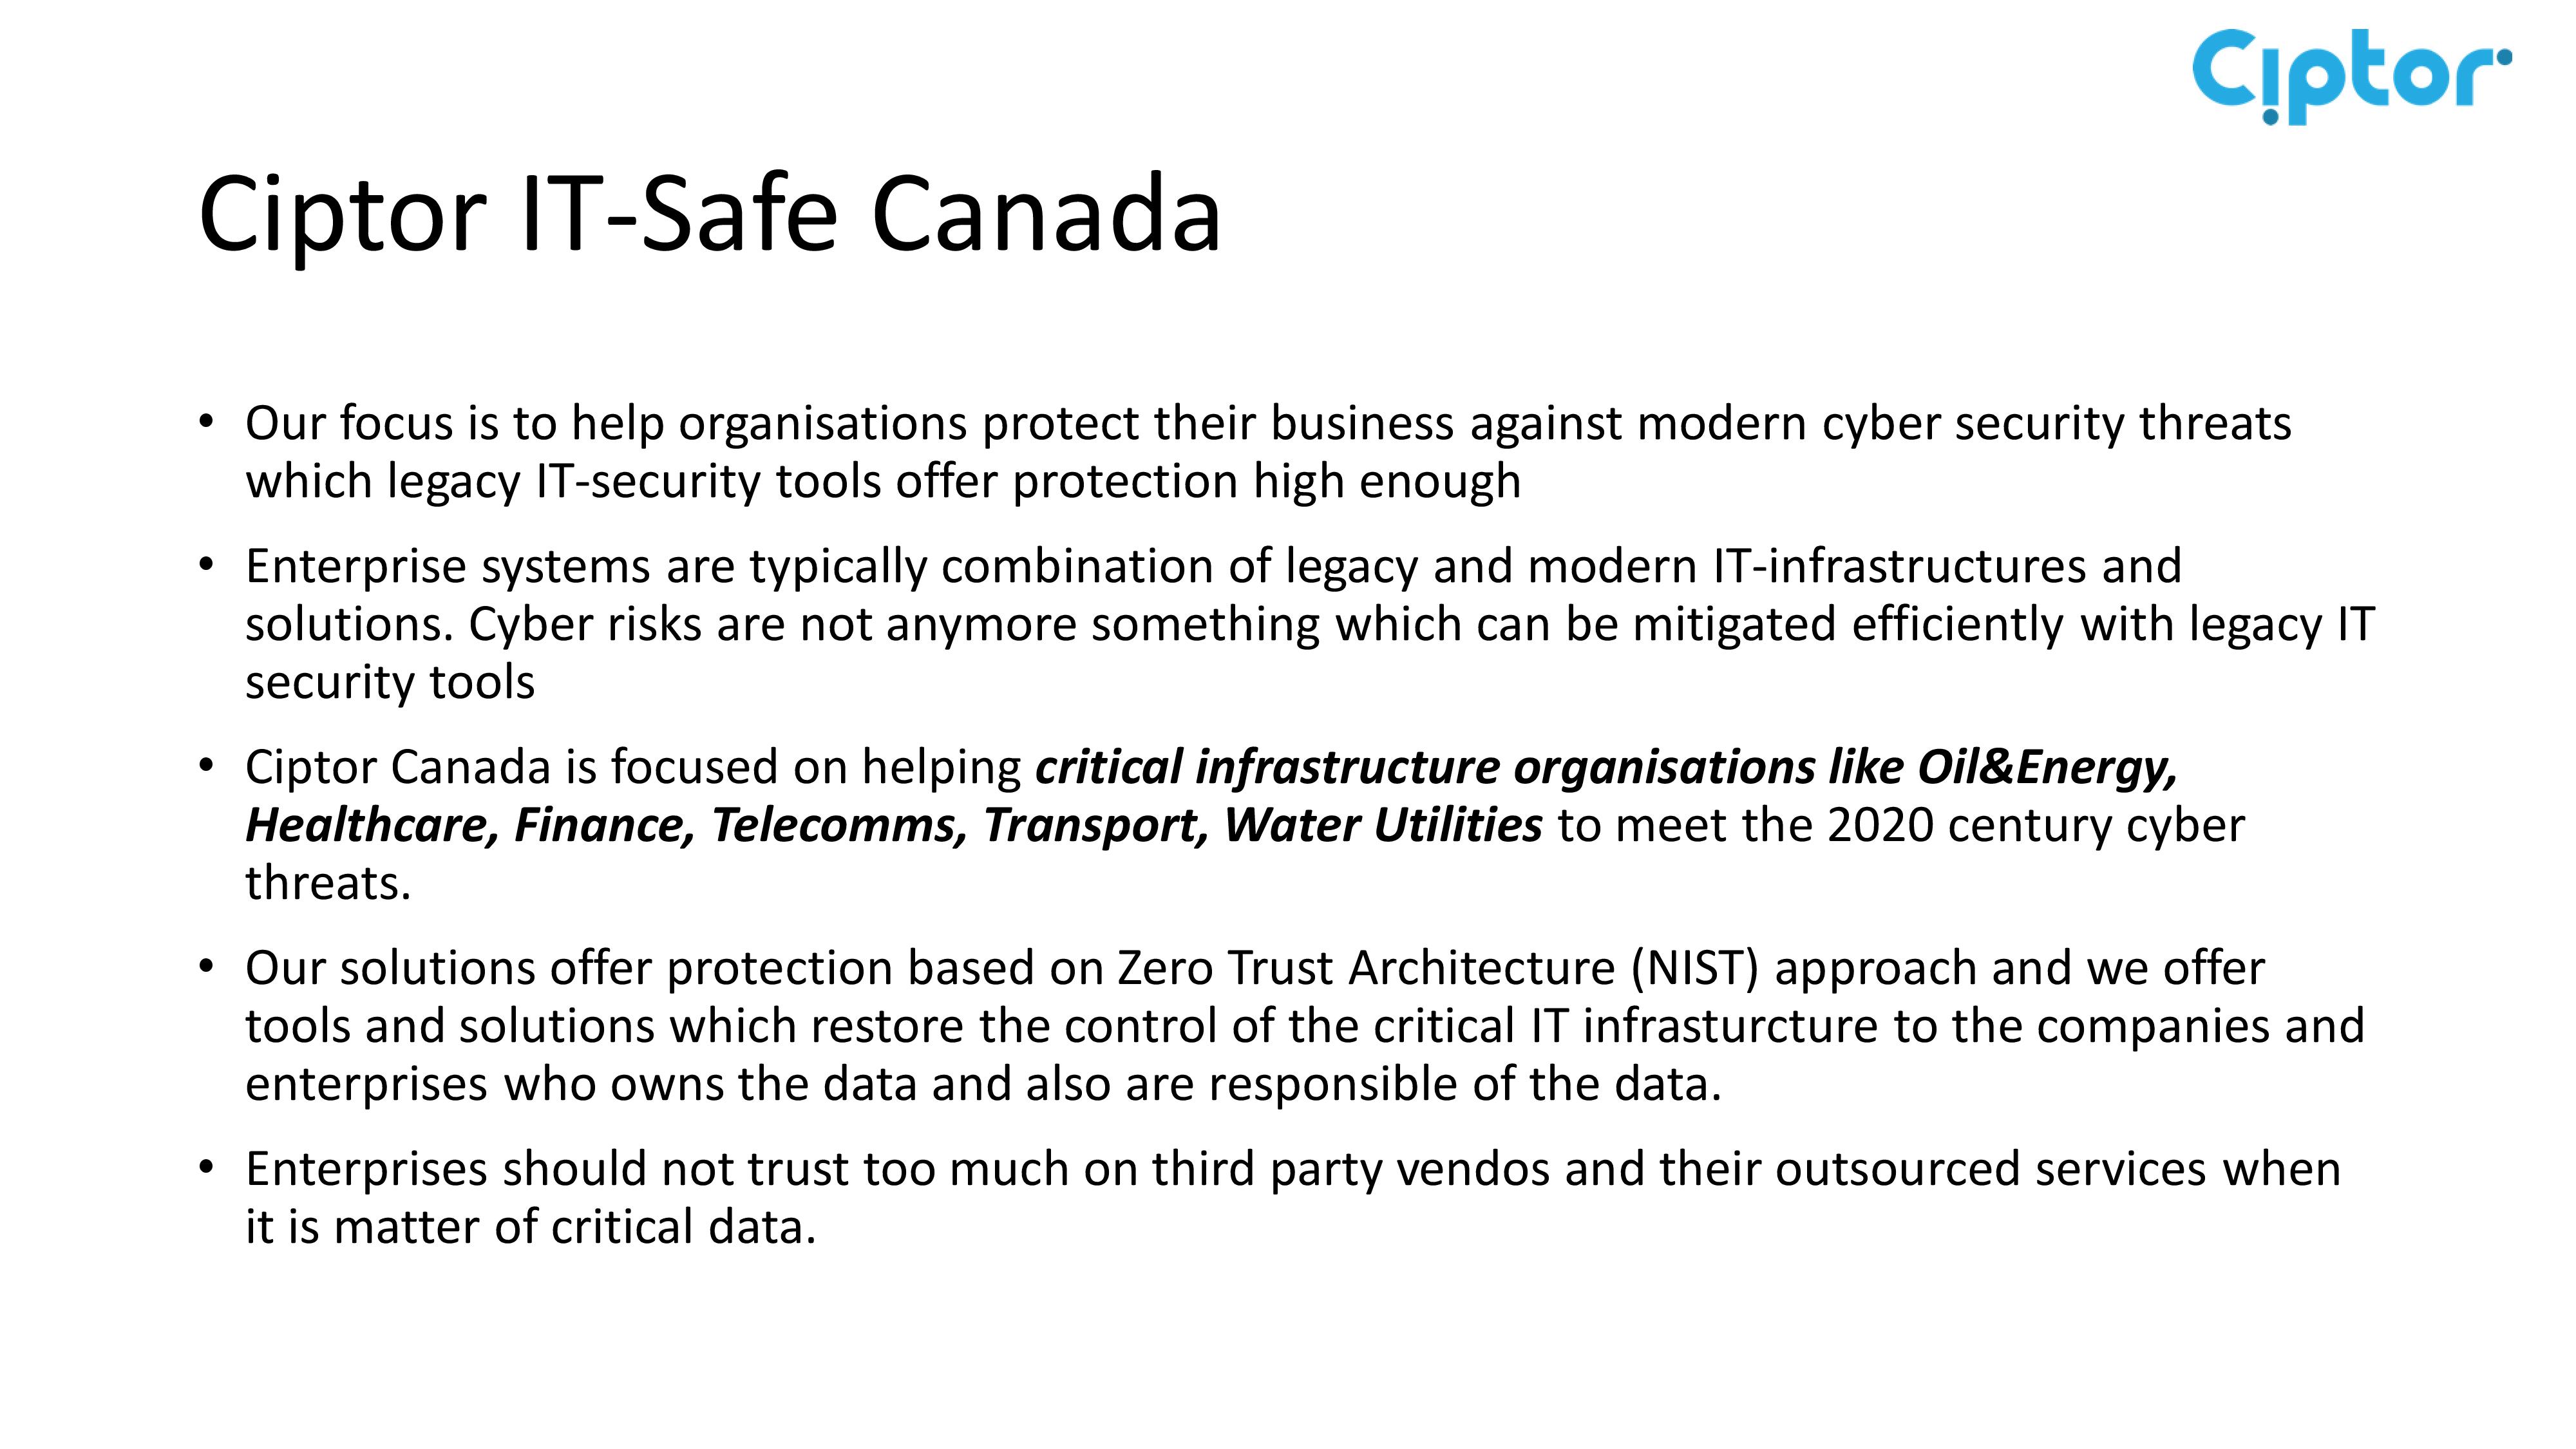 Ciptor
Ciptor IT-Safe Canada
• Our focus is to help organisations protect their business against modern cyber security threats
which legacy IT-security tools offer protection high enough
• Enterprise systems are typically combination of legacy and modern IT-infrastructures and
solutions. Cyber risks are not anymore something which can be mitigated efficiently with legacy IT
security tools
• Ciptor Canada is focused on helping critical infrastructure organisations like Oil&Energy,
Healthcare, Finance, Telecomms, Transport, Water Utilities to meet the 2020 century cyber
threats.
• Our solutions offer protection based on Zero Trust Architecture (NIST) approach and we offer
tools and solutions which restore the control of the critical IT infrasturcture to the companies and
enterprises who owns the data and also are responsible of the data.
• Enterprises should not trust too much on third party vendos and their outsourced services when
it is matter of critical data.